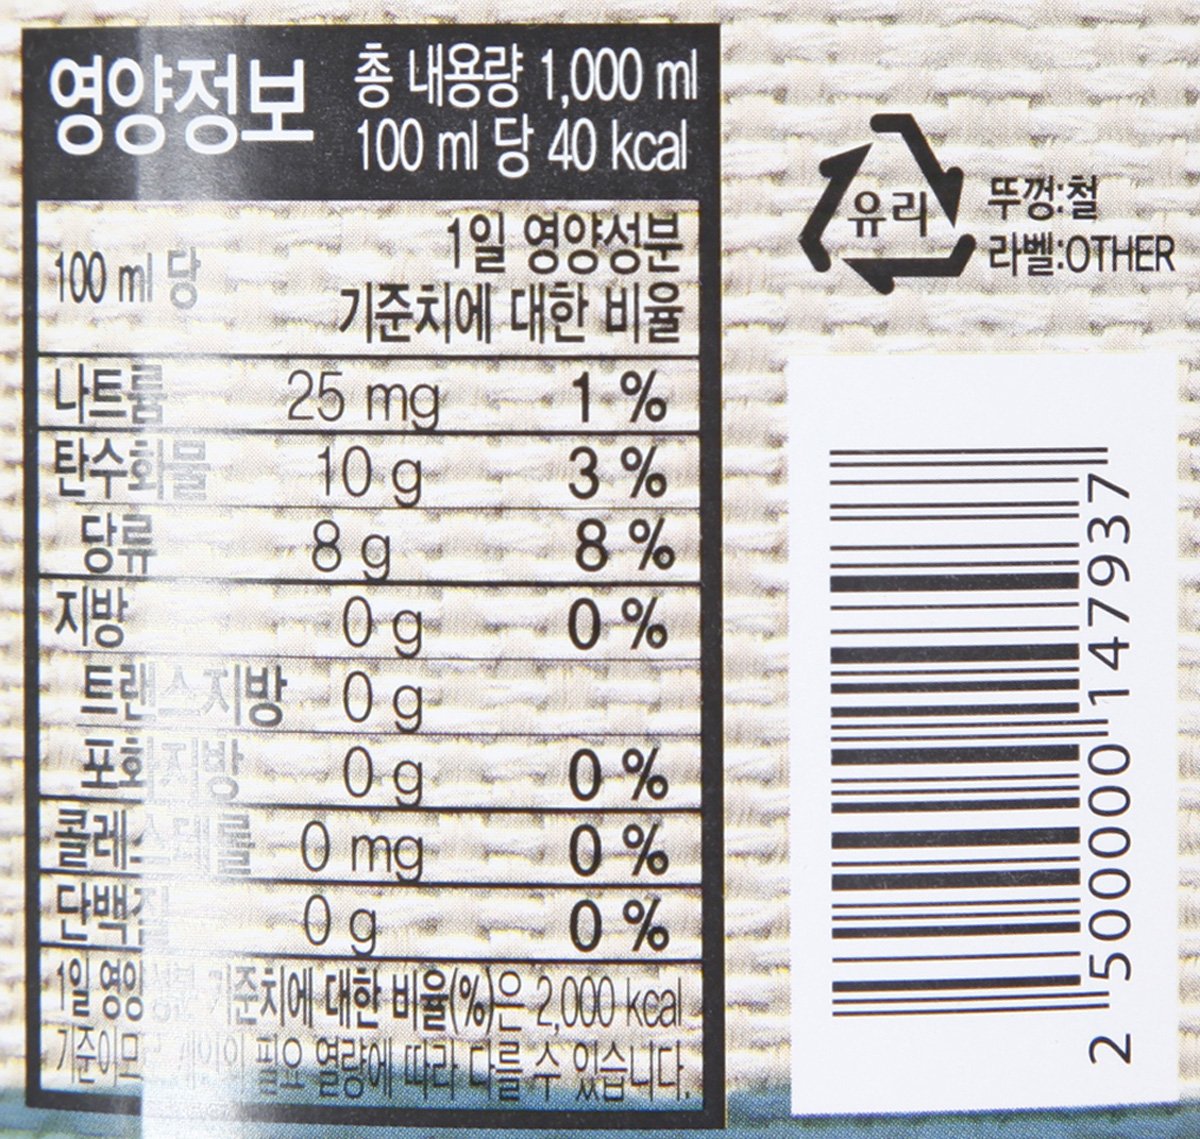 영양정보
총 내용량 1,000 ml
100 ml 당 40 kcal
100 ml 당
1일 영양성분
기준치에 대한 비율
나트륨 25 mg 1 %
탄수화물 10 g 3 %
당류 8 g 8 %
지방 0 g 0 %
트랜스지방 0 g
포화지방 0 g 0 %
콜레스테롤 0 mg 0 %
단백질 0 g 0 %
1일 영양성분 기준치에 대한 비율(%)은 2,000 kcal
기준이므로 개인의 필요 열량에 따라 다를 수 있습니다.
유리
뚜껑:철
라벨:OTHER
2 500000 147937